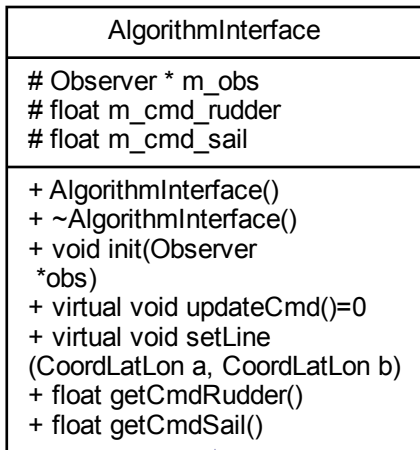 AlgorithmInterface
# Observer * m_obs
# float m_cmd_rudder
# float m_cmd_sail
+ AlgorithmInterface()
+ ~AlgorithmInterface()
+ void init(Observer
*obs)
+ virtual void updateCmd()=0
+ virtual void setLine
(CoordLatLon a, CoordLatLon b)
+ float getCmdRudder()
+ float getCmdSail()